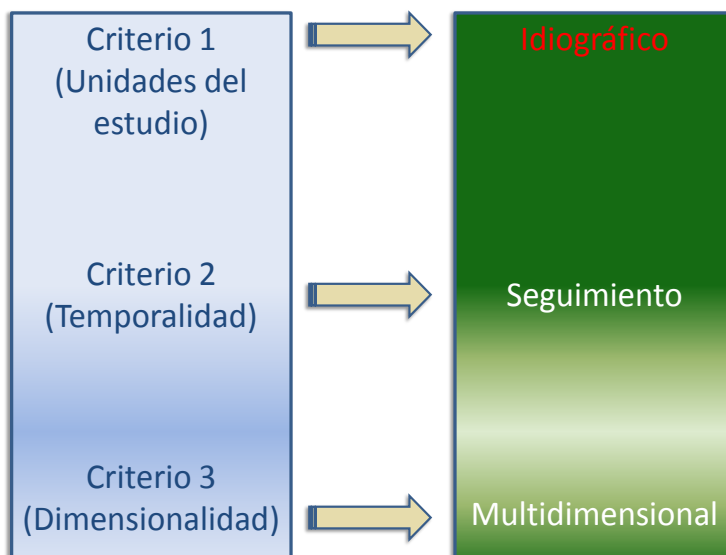 Criterio 1
(Unidades del
estudio)
Idiográfico
Criterio 2
(Temporalidad)
Seguimiento
Criterio 3
(Dimensionalidad)
Multidimensional